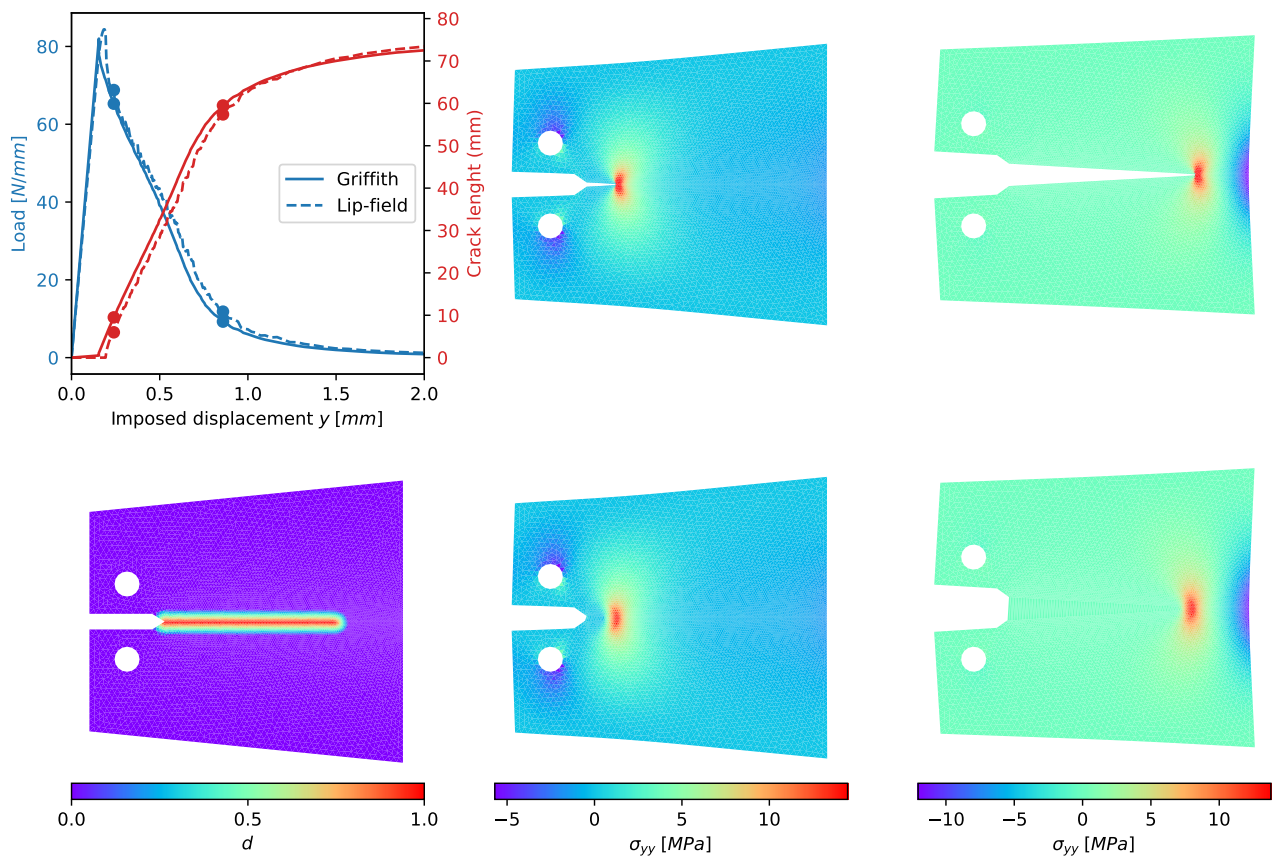 80
60
40
20
0
Load [N/mm]
80
70
60
50
40
30
20
10
0
Crack lenght (mm)
Griffith
Lip-field
0.0 0.5 1.0 1.5 2.0
Imposed displacement y [mm]
0.0 0.5 1.0
d
−5 0 5 10
σyy [MPa]
−10 −5 0 5 10
σyy [MPa]